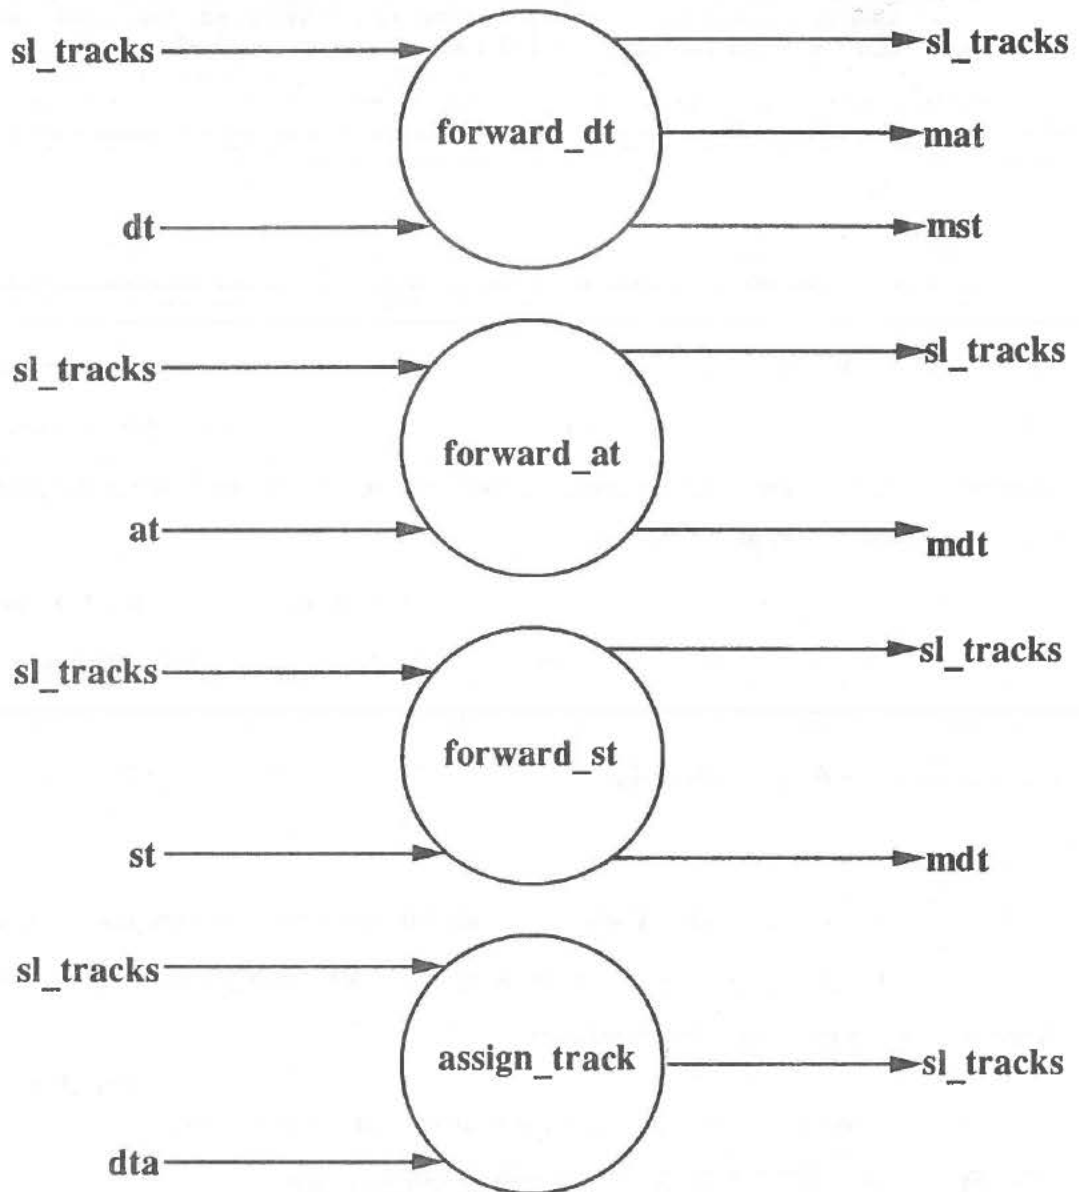 sl_tracks sl_tracks
forward_dt mat
dt mst
sl_tracks sl_tracks
forward_at
at mdt
sl_tracks sl_tracks
forward_st
st mdt
sl_tracks
assign_track sl_tracks
dta